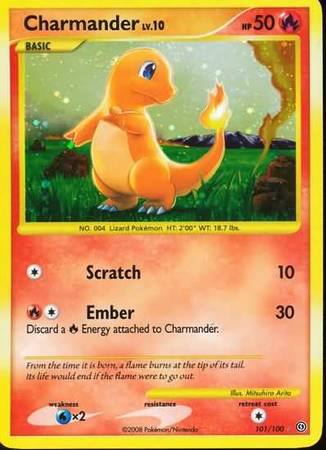 Charmander LV.10 HP 50
BASIC
NO. 004 Lizard Pokémon HT: 2'00" WT: 18.7 lbs.
Scratch 10
Ember 30
Discard a Energy attached to Charmander.
From the time it is born, a flame burns at the tip of its tail.
Its life would end if the flame were to go out.
Illus. Mitsuhiro Arita
weakness resistance retreat cost
×2
©2008 Pokémon/Nintendo 101/100